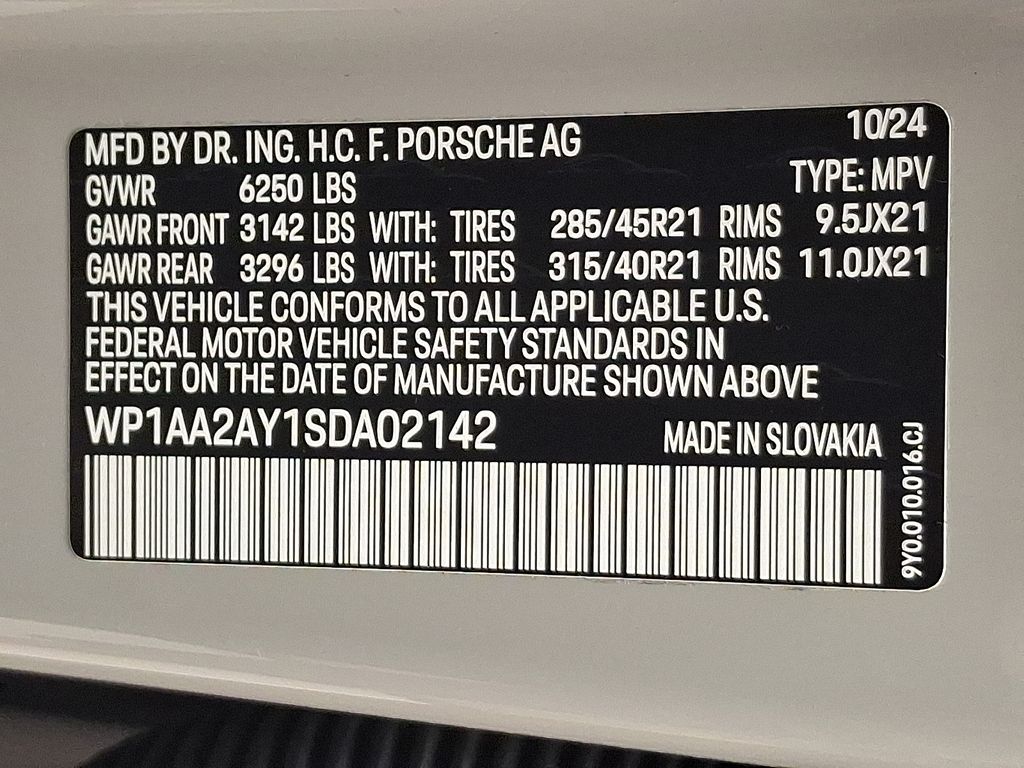 MFD BY DR. ING. H.C. F. PORSCHE AG 10/24
GVWR 6250 LBS TYPE: MPV
GAWR FRONT 3142 LBS WITH: TIRES 285/45R21 RIMS 9.5JX21
GAWR REAR 3296 LBS WITH: TIRES 315/40R21 RIMS 11.0JX21
THIS VEHICLE CONFORMS TO ALL APPLICABLE U.S.
FEDERAL MOTOR VEHICLE SAFETY STANDARDS IN
EFFECT ON THE DATE OF MANUFACTURE SHOWN ABOVE
WP1AA2AY1SDA02142 MADE IN SLOVAKIA
9Y0.010.016.CJ